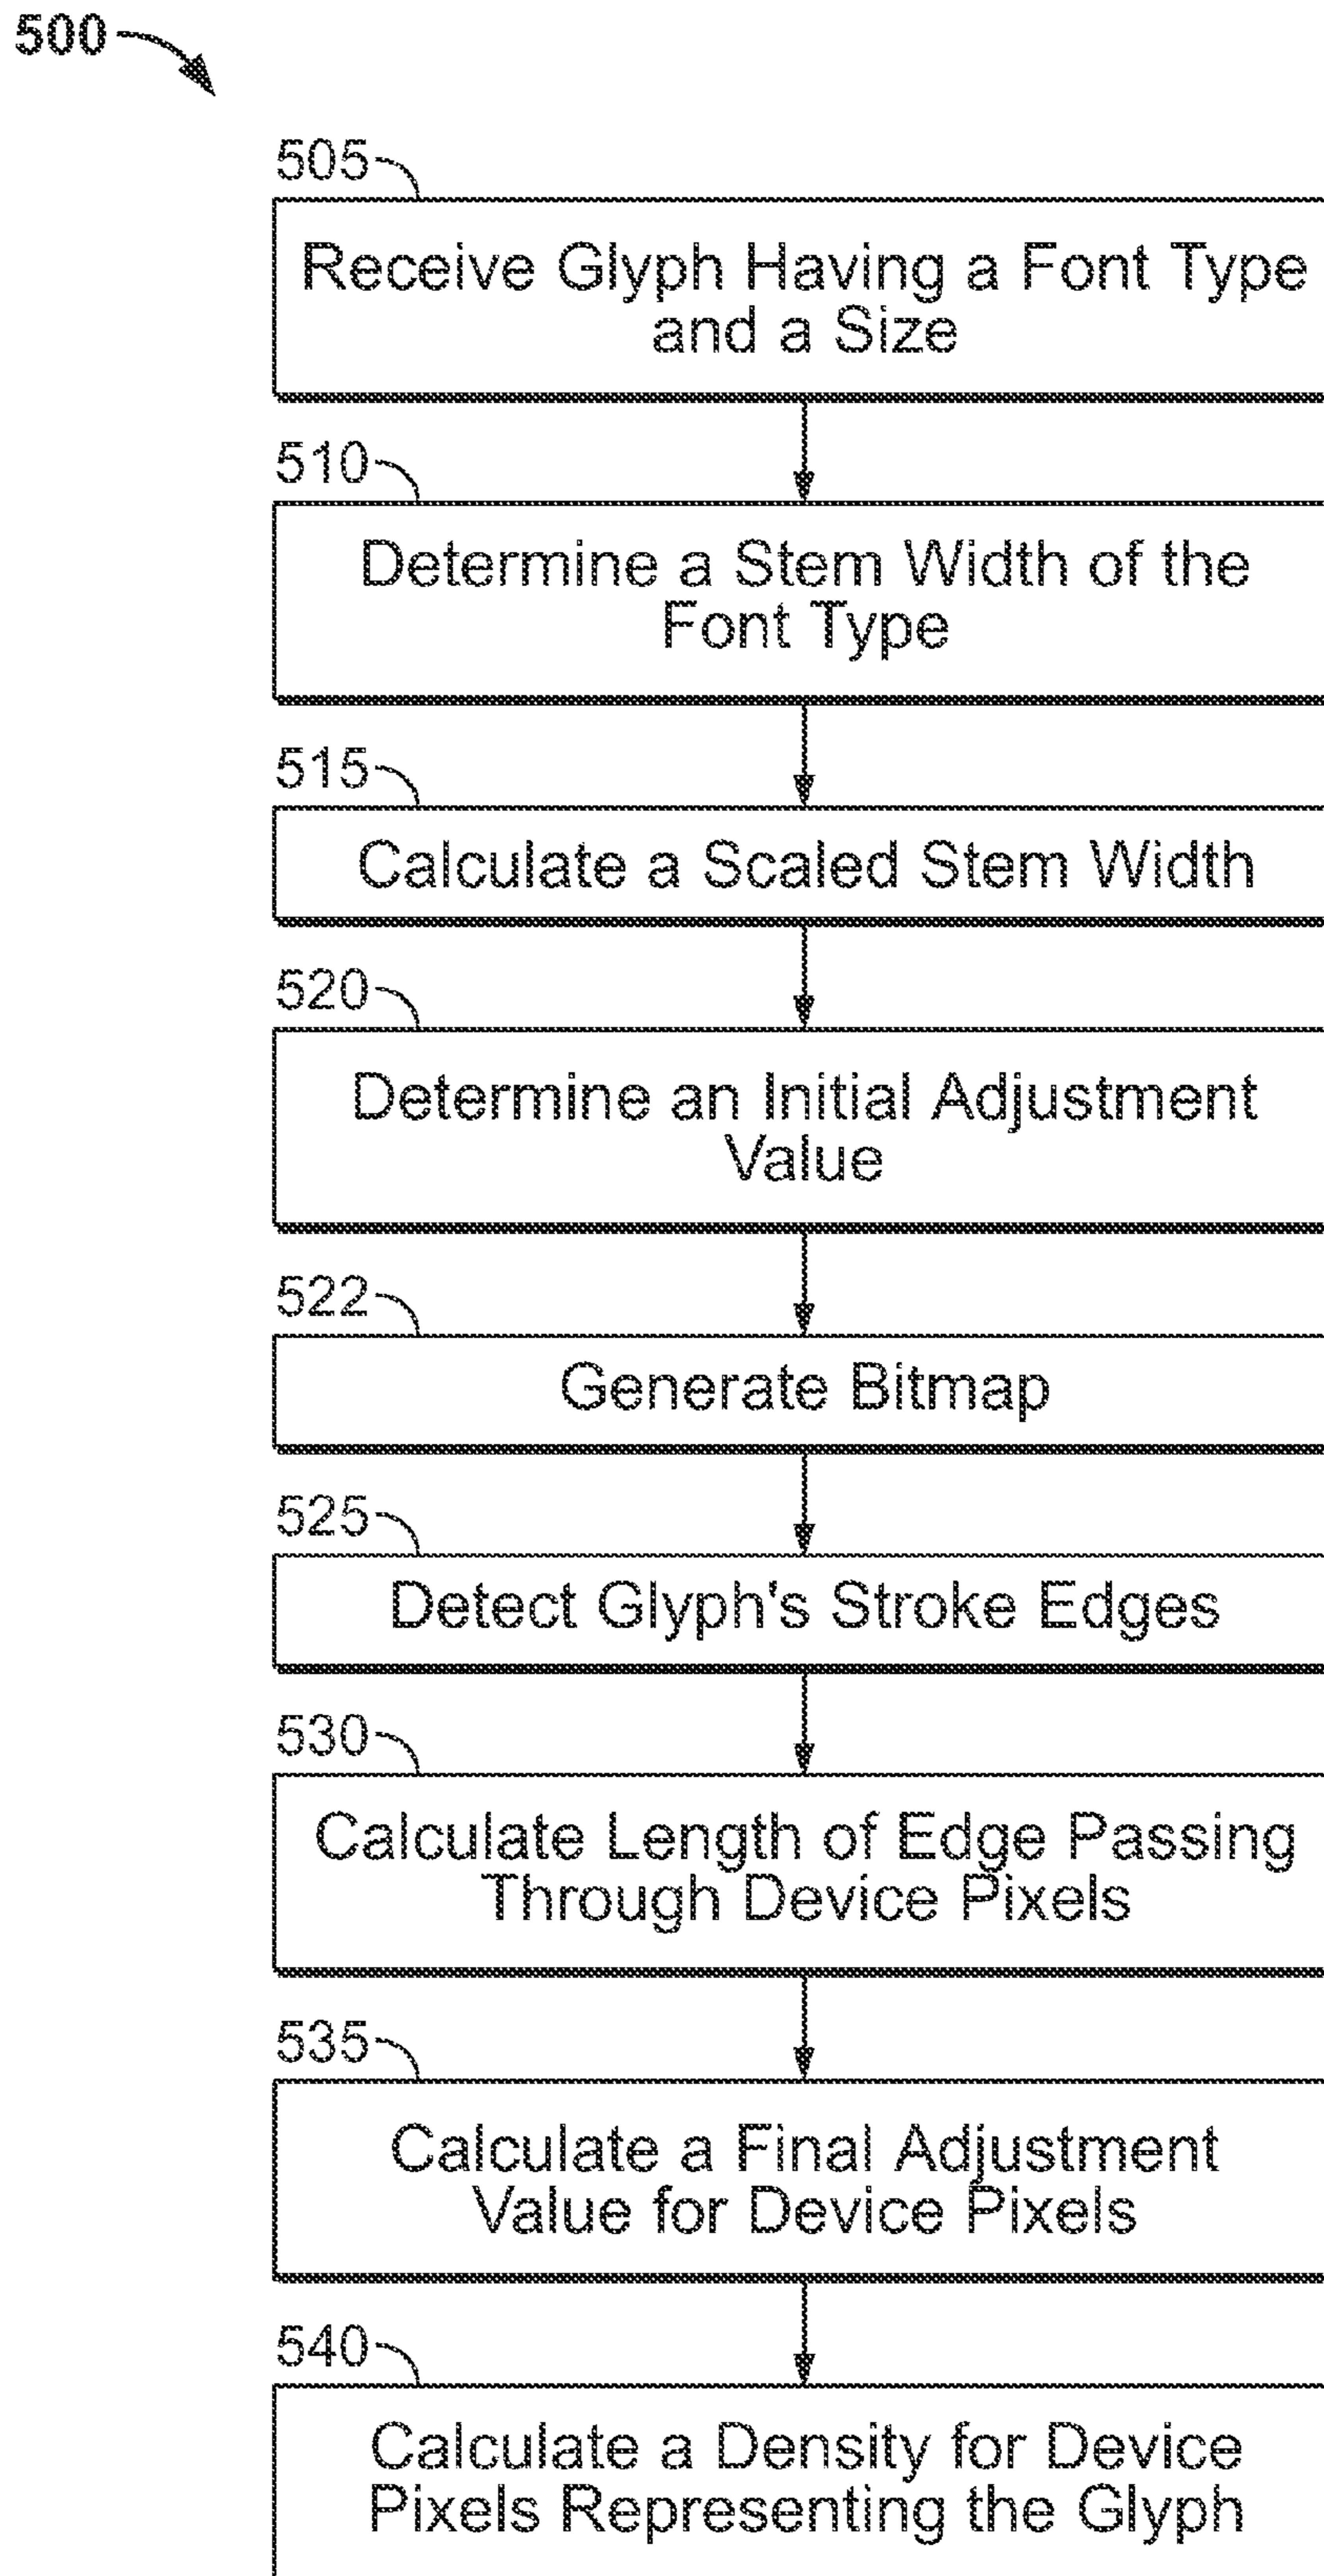 500
505
Receive Glyph Having a Font Type
and a Size
510
Determine a Stem Width of the
Font Type
515
Calculate a Scaled Stem Width
520
Determine an Initial Adjustment
Value
522
Generate Bitmap
525
Detect Glyph's Stroke Edges
530
Calculate Length of Edge Passing
Through Device Pixels
535
Calculate a Final Adjustment
Value for Device Pixels
540
Calculate a Density for Device
Pixels Representing the Glyph